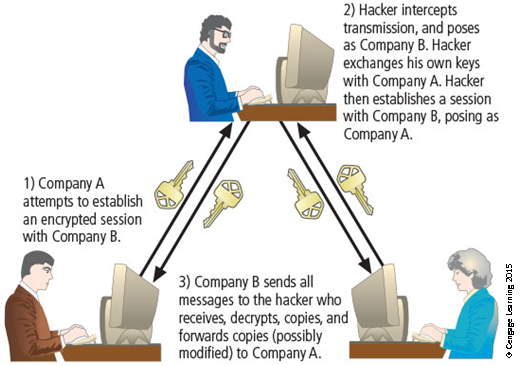 2) Hacker intercepts
transmission, and poses
as Company B. Hacker
exchanges his own keys
with Company A. Hacker
then establishes a session
with Company B, posing as
Company A.
1) Company A
attempts to establish
an encrypted session
with Company B.
3) Company B sends all
messages to the hacker who
receives, decrypts, copies, and
forwards copies (possibly
modified) to Company A.
© Cengage Learning 2015